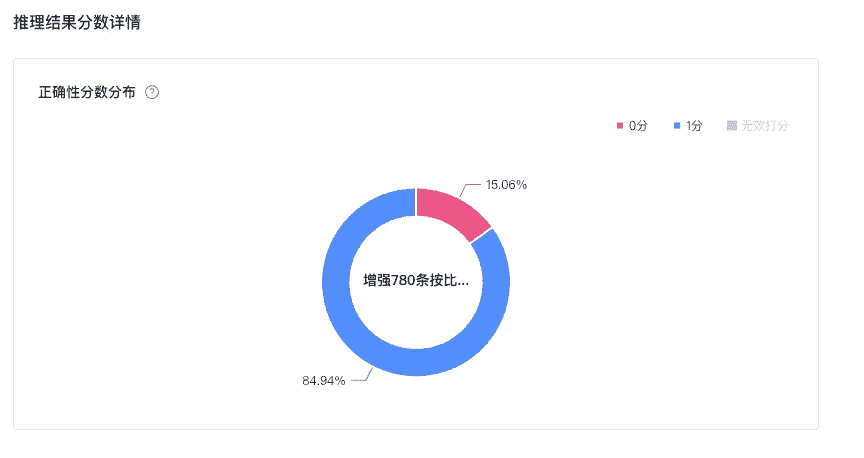 推理结果分数详情
正确性分数分布 ?
0分 1分 无效打分
15.06%
增强780条按比...
84.94%